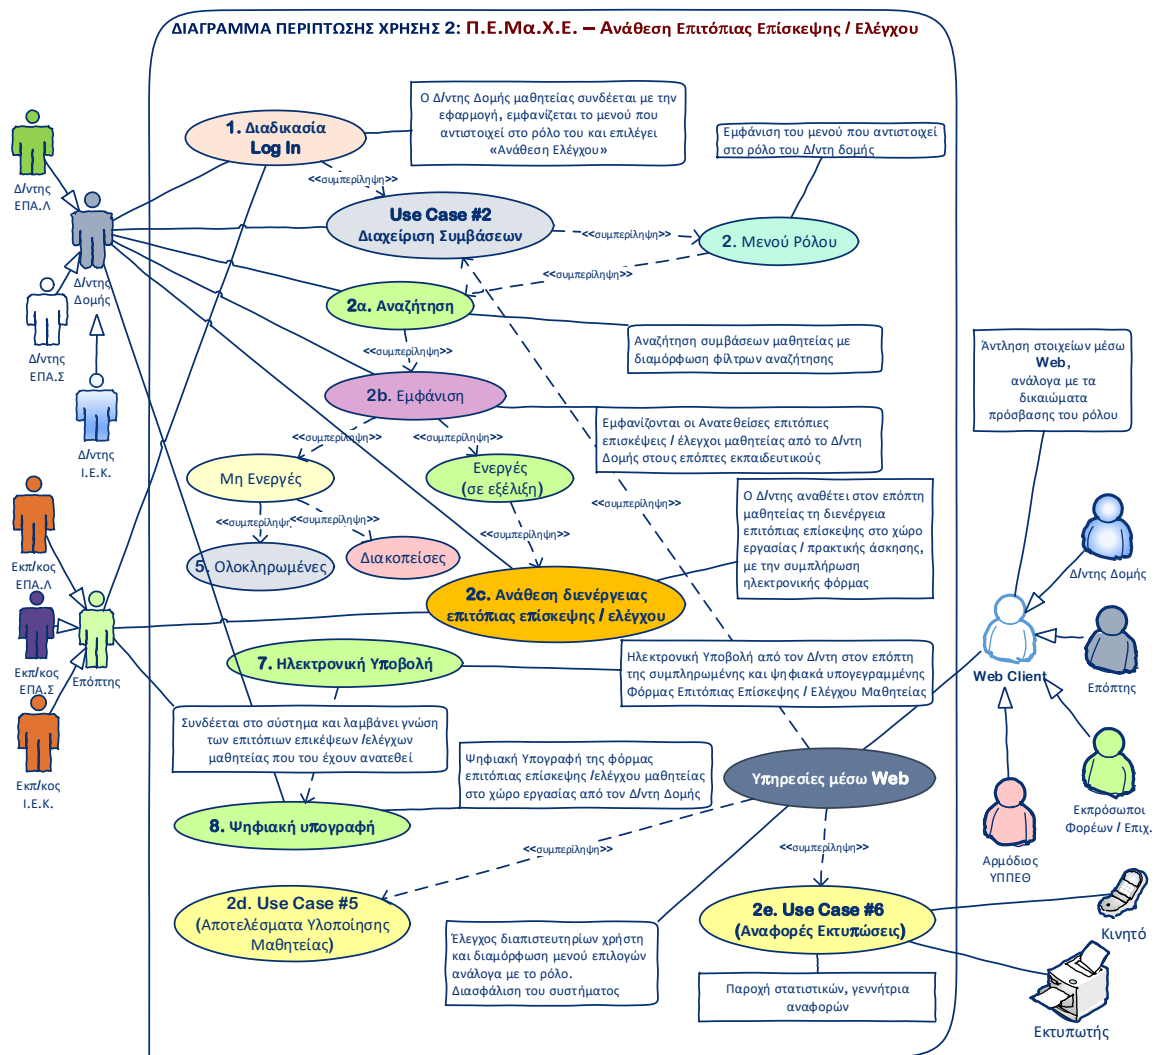 ΔΙΑΓΡΑΜΜΑ ΠΕΡΙΠΤΩΣΗΣ ΧΡΗΣΗΣ 2: Π.Ε.Μα.Χ.Ε. – Ανάθεση Επιτόπιας Επίσκεψης / Ελέγχου
1. Διαδικασία
Log In
Ο Δ/ντης Δομής μαθητείας συνδέεται με την
εφαρμογή, εμφανίζεται το μενού που
αντιστοιχεί στο ρόλο του και επιλέγει
«Ανάθεση Ελέγχου»
Εμφάνιση του μενού που αντιστοιχεί
στο ρόλο του Δ/ντη δομής
Δ/ντης
ΕΠΑ.Λ
<<συμπερίληψη>>
Use Case #2
Διαχείριση Συμβάσεων
<<συμπερίληψη>>
2. Μενού Ρόλου
<<συμπερίληψη>>
Δ/ντης
Δομής
2α. Αναζήτηση
Αναζήτηση συμβάσεων μαθητείας με
διαμόρφωση φίλτρων αναζήτησης
Δ/ντης
ΕΠΑ.Σ
<<συμπερίληψη>>
Άντληση στοιχείων μέσω
Web,
ανάλογα με τα
δικαιώματα
πρόσβασης του ρόλου
2b. Εμφάνιση
Εμφανίζονται οι Ανατεθείσες επιτόπιες
επισκέψεις / έλεγχοι μαθητείας από το Δ/ντη
Δομής στους επόπτες εκπαιδευτικούς
Δ/ντης
Ι.Ε.Κ.
<<συμπερίληψη>>
<<συμπερίληψη>>
Μη Ενεργές
Ενεργές
(σε εξέλιξη)
<<συμπερίληψη>>
Ο Δ/ντης αναθέτει στον επόπτη
μαθητείας τη διενέργεια
επιτόπιας επίσκεψης στο χώρο
εργασίας / πρακτικής άσκησης,
με την συμπλήρωση
ηλεκτρονικής φόρμας
<<συμπερίληψη>>
<<συμπερίληψη>>
<<συμπερίληψη>>
5. Ολοκληρωμένες
Διακοπείσες
Εκπ/κος
ΕΠΑ.Λ
Δ/ντης Δομής
2c. Ανάθεση διενέργειας
επιτόπιας επίσκεψης / ελέγχου
Εκπ/κος
ΕΠΑ.Σ
Επόπτης
7. Ηλεκτρονική Υποβολή
Ηλεκτρονική Υποβολή από τον Δ/ντη στον επόπτη
της συμπληρωμένης και ψηφιακά υπογεγραμμένης
Φόρμας Επιτόπιας Επίσκεψης / Ελέγχου Μαθητείας
Web Client
Επόπτης
Συνδέεται στο σύστημα και λαμβάνει γνώση
των επιτόπιων επικέψεων /ελέγχων
μαθητείας που του έχουν ανατεθεί
Εκπ/κος
Ι.Ε.Κ.
Ψηφιακή Υπογραφή της φόρμας
επιτόπιας επίσκεψης /ελέγχου μαθητείας
στο χώρο εργασίας από τον Δ/ντη Δομής
Υπηρεσίες μέσω Web
Εκπρόσωποι
Φορέων / Επιχ.
8. Ψηφιακή υπογραφή
<<συμπερίληψη>>
<<συμπερίληψη>>
Αρμόδιος
ΥΠΠΕΘ
2d. Use Case #5
(Αποτελέσματα Υλοποίησης
Μαθητείας)
2e. Use Case #6
(Αναφορές Εκτυπώσεις)
Κινητό
Έλεγχος διαπιστευτηρίων χρήστη
και διαμόρφωση μενού επιλογών
ανάλογα με το ρόλο.
Διασφάλιση του συστήματος
Παροχή στατιστικών, γεννήτρια
αναφορών
Εκτυπωτής